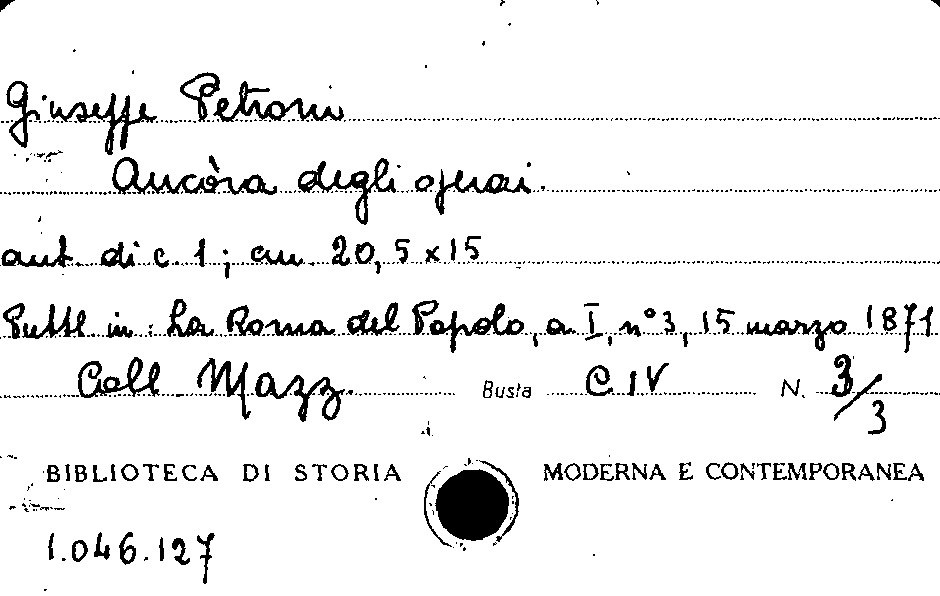 Giuseppe Petroni
Ancòra degli operai.
aut. di c. 1; cm. 20,5 x 15
Pubbl. in: La Roma del Popolo, a. I, n° 3, 15 marzo 1871
Coll. Mazz. Busta C IV N. 3/3
BIBLIOTECA DI STORIA MODERNA E CONTEMPORANEA
1.046.127